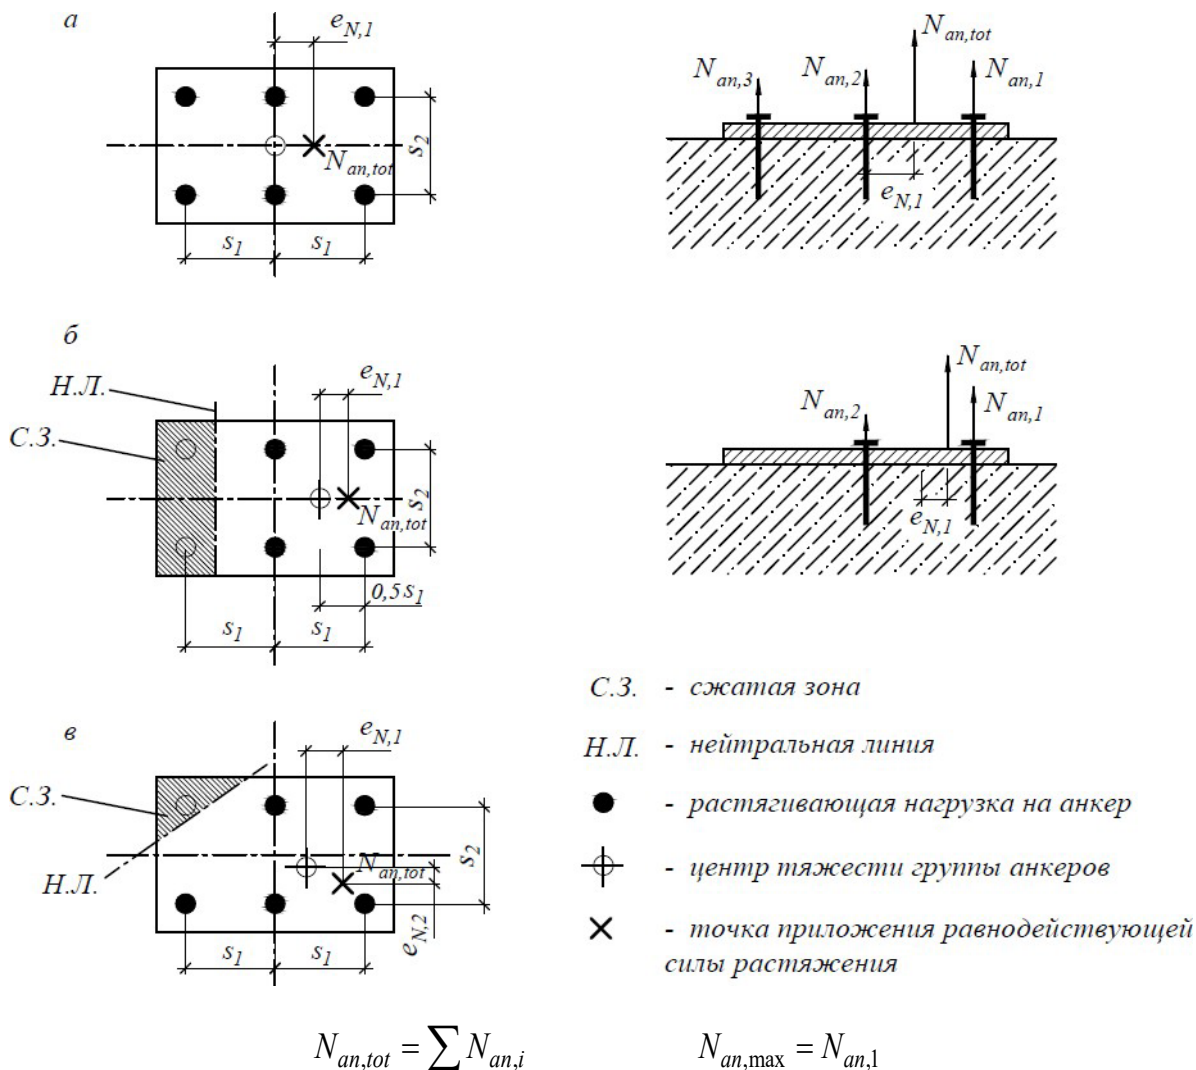 а
e_{N,1}
N_{an,tot}
s_2
s_1
s_1
N_{an,3}
N_{an,2}
N_{an,tot}
N_{an,1}
e_{N,1}
б
Н.Л.
С.З.
e_{N,1}
N_{an,tot}
s_2
0,5 s_1
s_1
s_1
N_{an,2}
N_{an,tot}
N_{an,1}
e_{N,1}
в
С.З.
Н.Л.
e_{N,1}
N_{an,tot}
s_2
e_{N,2}
s_1
s_1
С.З. - сжатая зона
Н.Л. - нейтральная линия
- растягивающая нагрузка на анкер
- центр тяжести группы анкеров
- точка приложения равнодействующей
силы растяжения
N_{an,tot} = ∑ N_{an,i} N_{an,max} = N_{an,1}